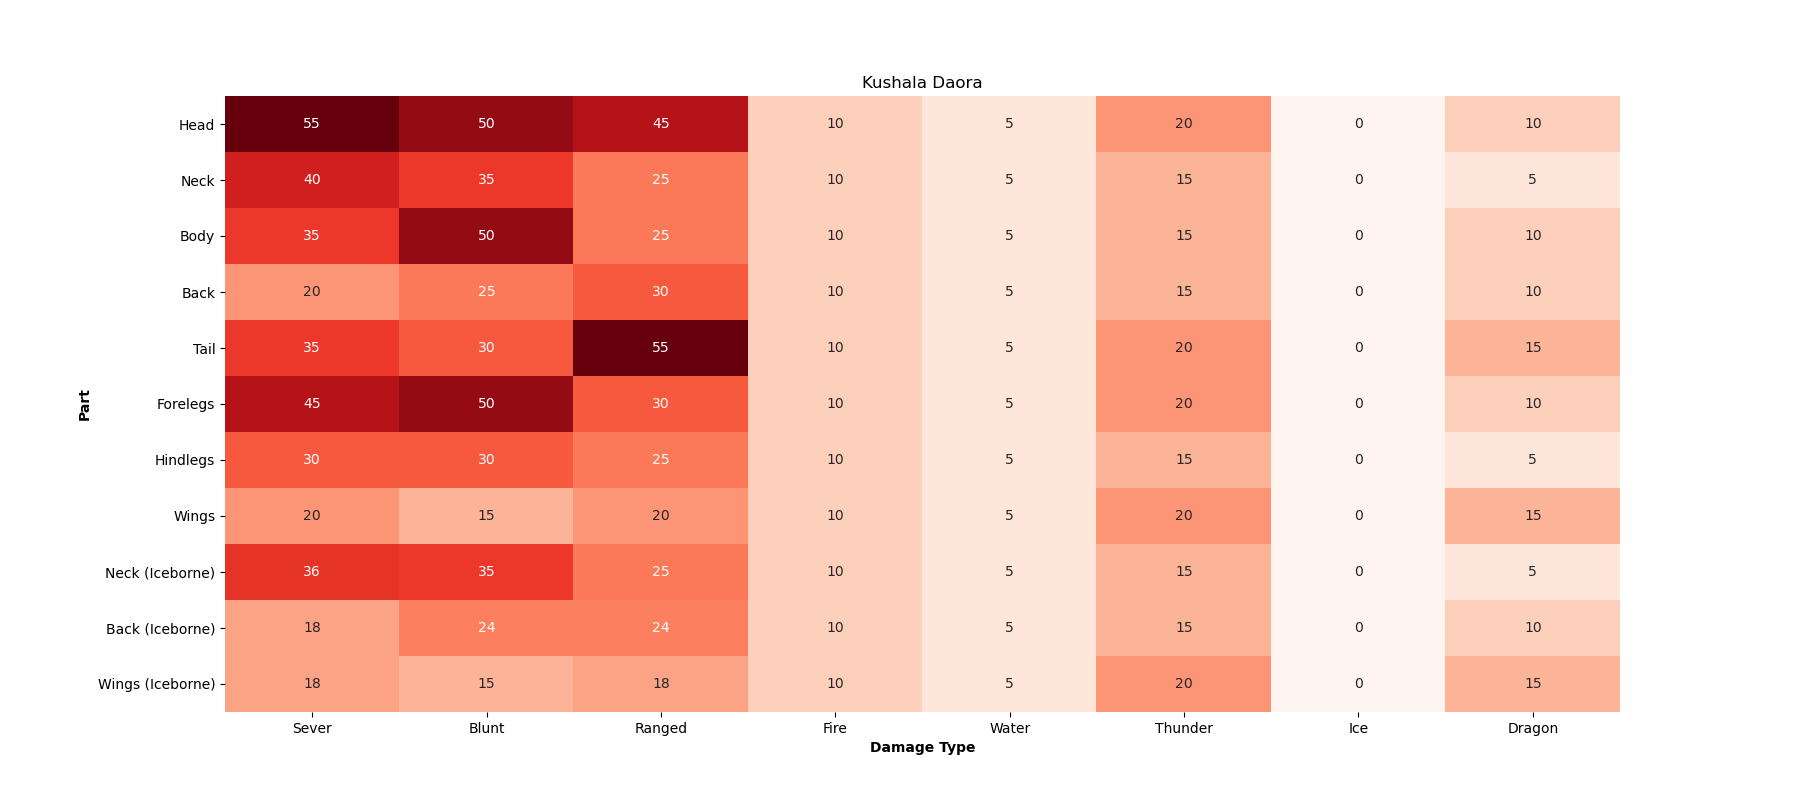 Kushala Daora
Head 55 50 45 10 5 20 0 10
Neck 40 35 25 10 5 15 0 5
Body 35 50 25 10 5 15 0 10
Back 20 25 30 10 5 15 0 10
Tail 35 30 55 10 5 20 0 15
Forelegs 45 50 30 10 5 20 0 10
Hindlegs 30 30 25 10 5 15 0 5
Wings 20 15 20 10 5 20 0 15
Neck (Iceborne) 36 35 25 10 5 15 0 5
Back (Iceborne) 18 24 24 10 5 15 0 10
Wings (Iceborne) 18 15 18 10 5 20 0 15
Part
Sever Blunt Ranged Fire Water Thunder Ice Dragon
Damage Type